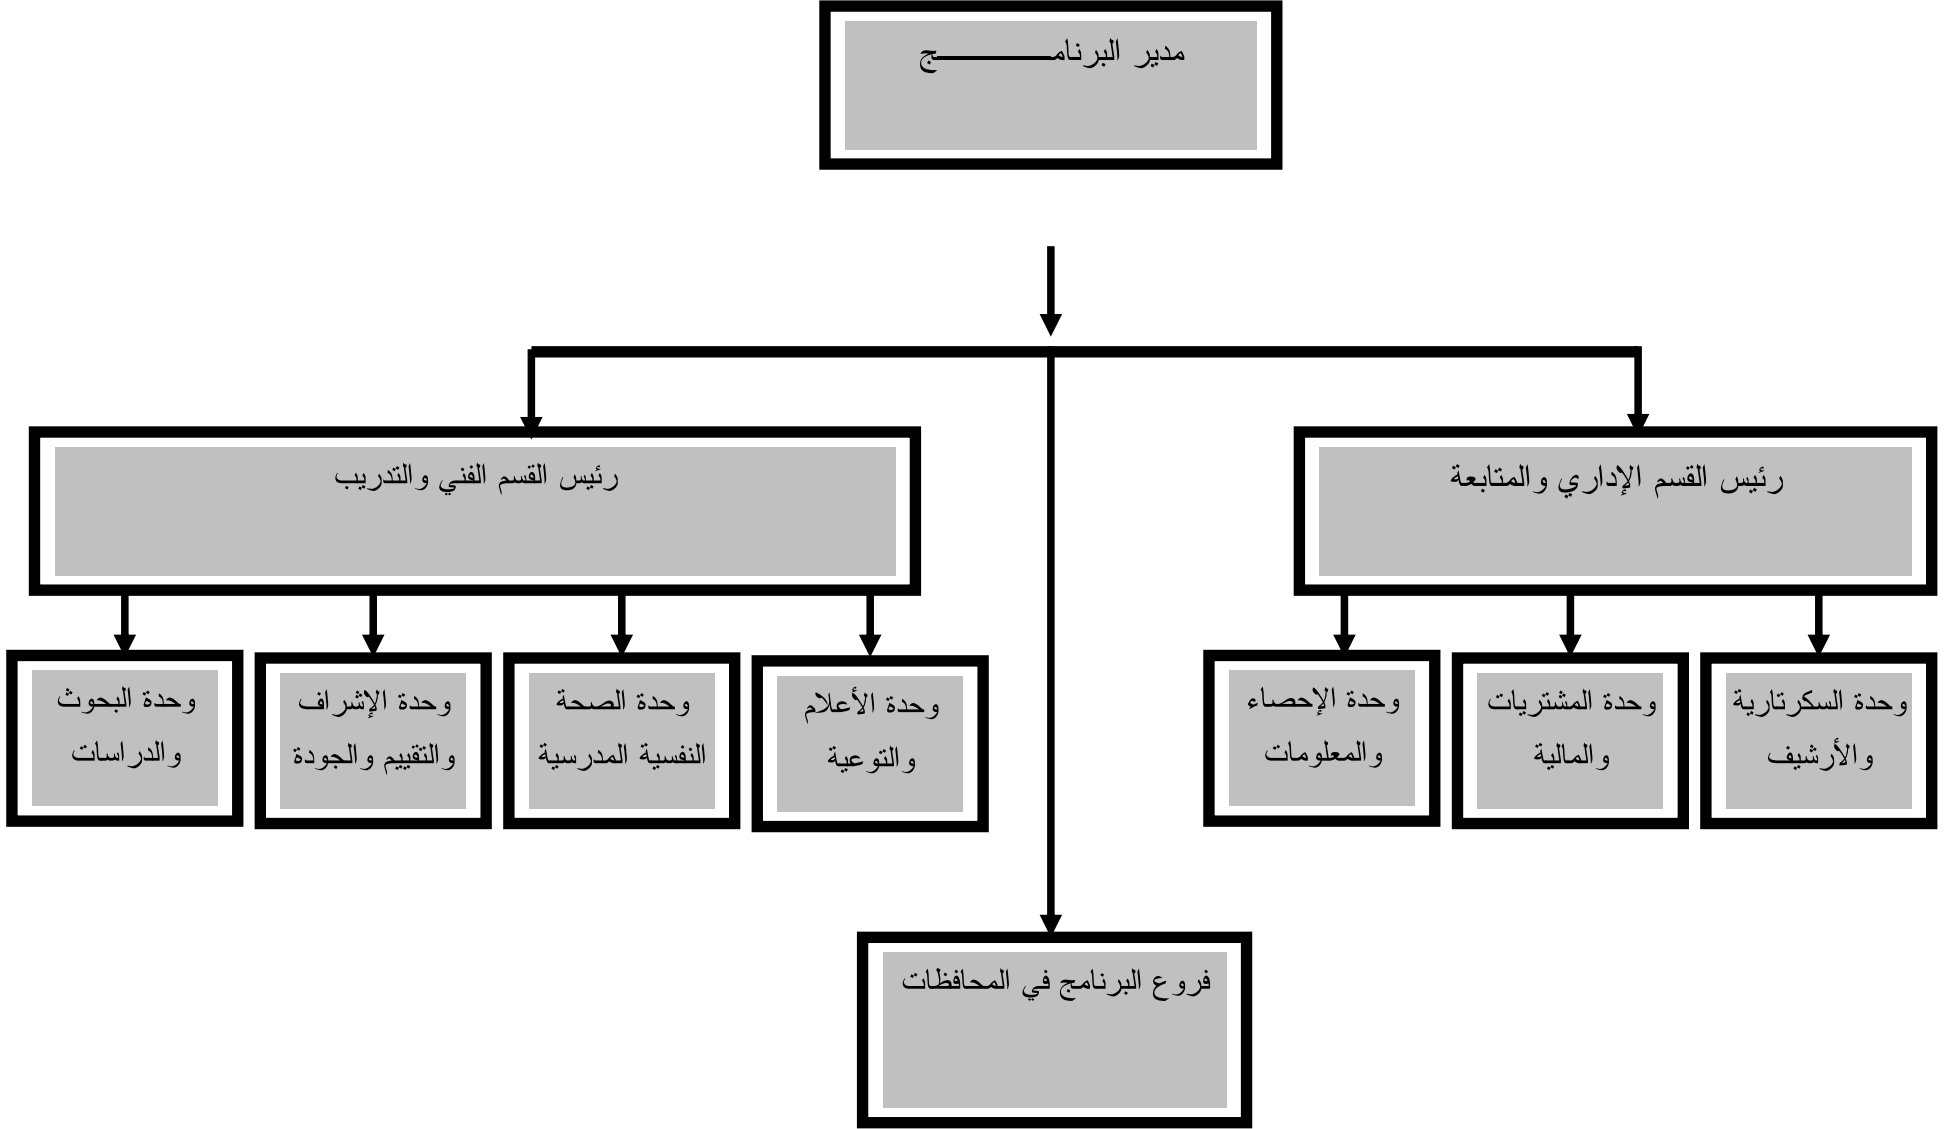 مدير البرنامـــــــــــــج
رئيس القسم الإداري والمتابعة
رئيس القسم الفني والتدريب
وحدة السكرتارية
والأرشيف
وحدة المشتريات
والمالية
وحدة الإحصاء
والمعلومات
وحدة الأعلام
والتوعية
وحدة الصحة
النفسية المدرسية
وحدة الإشراف
والتقييم والجودة
وحدة البحوث
والدراسات
فروع البرنامج في المحافظات